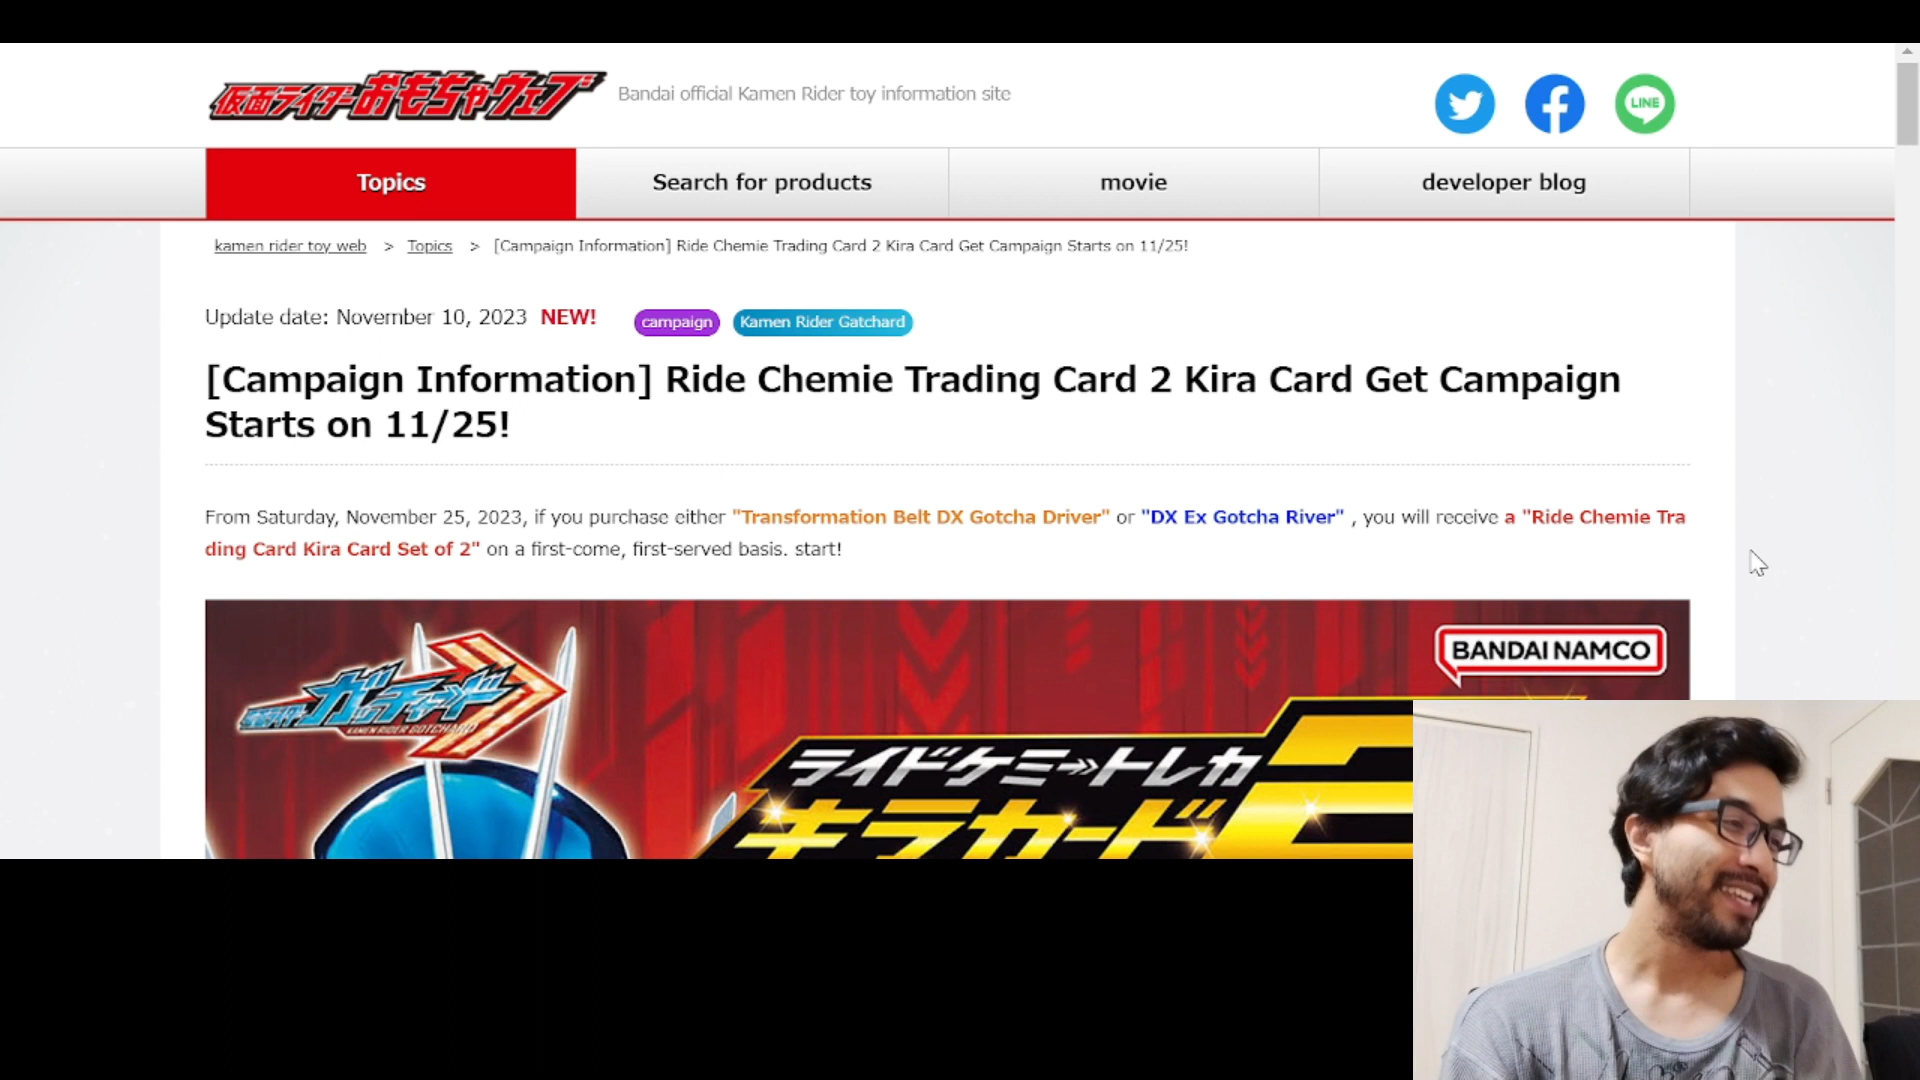 仮面ライダーおもちゃウェブ Bandai official Kamen Rider toy information site
LINE
Topics Search for products movie developer blog
kamen rider toy web > Topics > [Campaign Information] Ride Chemie Trading Card 2 Kira Card Get Campaign Starts on 11/25!
Update date: November 10, 2023 NEW! campaign Kamen Rider Gatchard
[Campaign Information] Ride Chemie Trading Card 2 Kira Card Get Campaign
Starts on 11/25!
From Saturday, November 25, 2023, if you purchase either "Transformation Belt DX Gotcha Driver" or "DX Ex Gotcha River" , you will receive a "Ride Chemie Tra
ding Card Kira Card Set of 2" on a first-come, first-served basis. start!
BANDAI NAMCO
仮面ライダー ガッチャード
KAMEN RIDER GOTCHARD
ライドケミートレカ
キラカード2